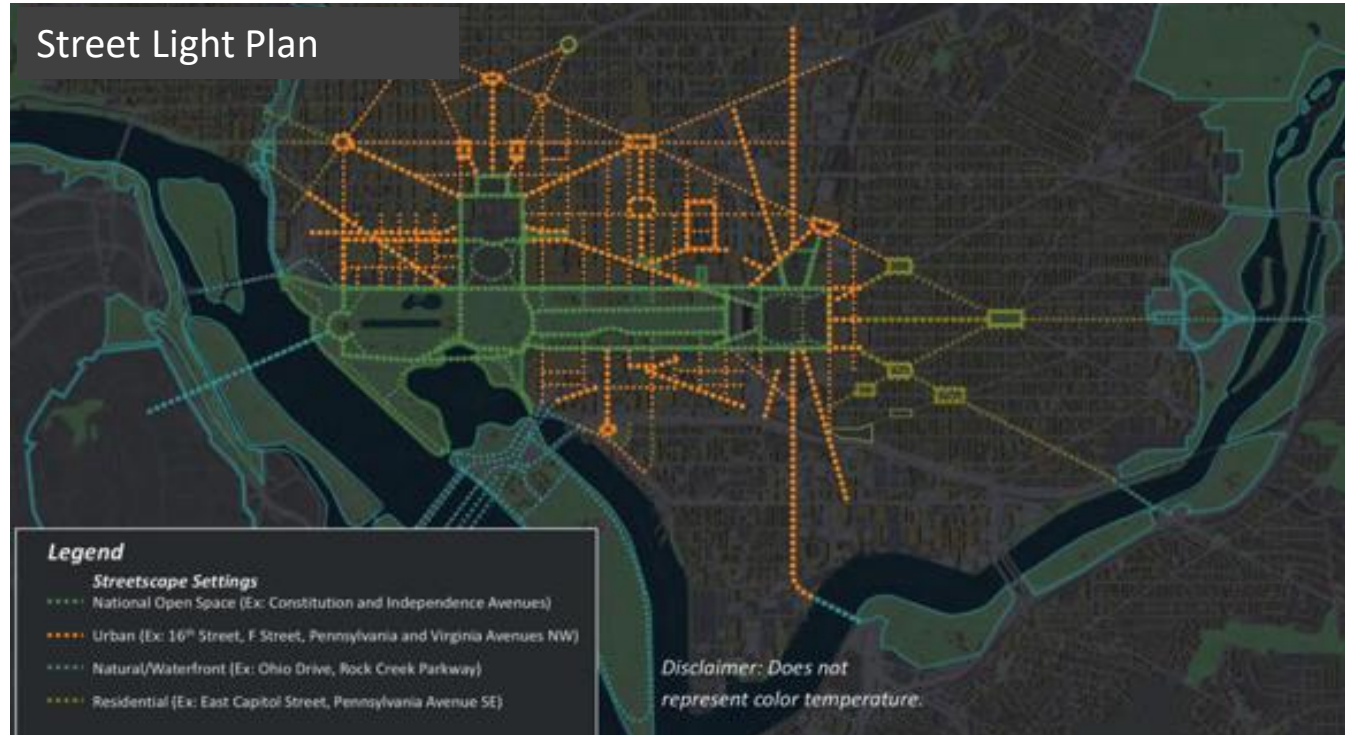 Street Light Plan
Legend
Streetscape Settings
National Open Space (Ex: Constitution and Independence Avenues)
Urban (Ex: 16th Street, F Street, Pennsylvania and Virginia Avenues NW)
Natural/Waterfront (Ex: Ohio Drive, Rock Creek Parkway)
Residential (Ex: East Capitol Street, Pennsylvania Avenue SE)
Disclaimer: Does not
represent color temperature.